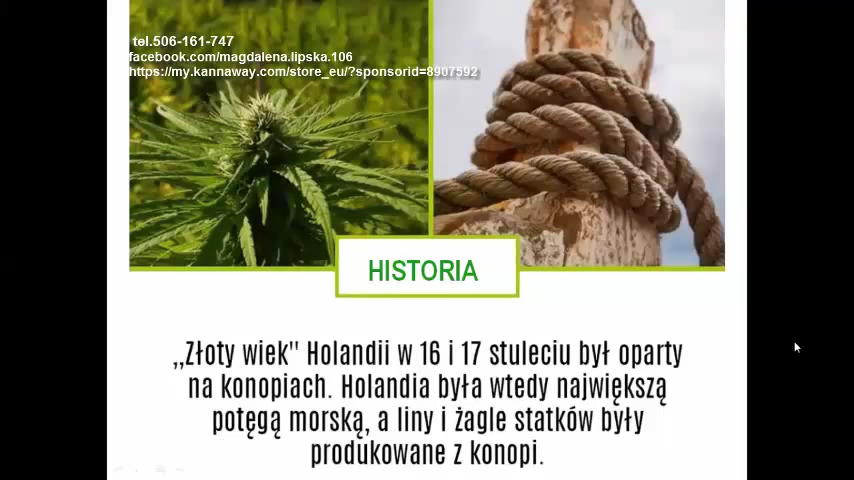 tel.506-161-747
facebook.com/magdalena.lipska.106
https://my.kannaway.com/store_eu/?sponsorid=8907592
HISTORIA
,,Złoty wiek" Holandii w 16 i 17 stuleciu był oparty
na konopiach. Holandia była wtedy największą
potęgą morską, a liny i żagle statków były
produkowane z konopi.